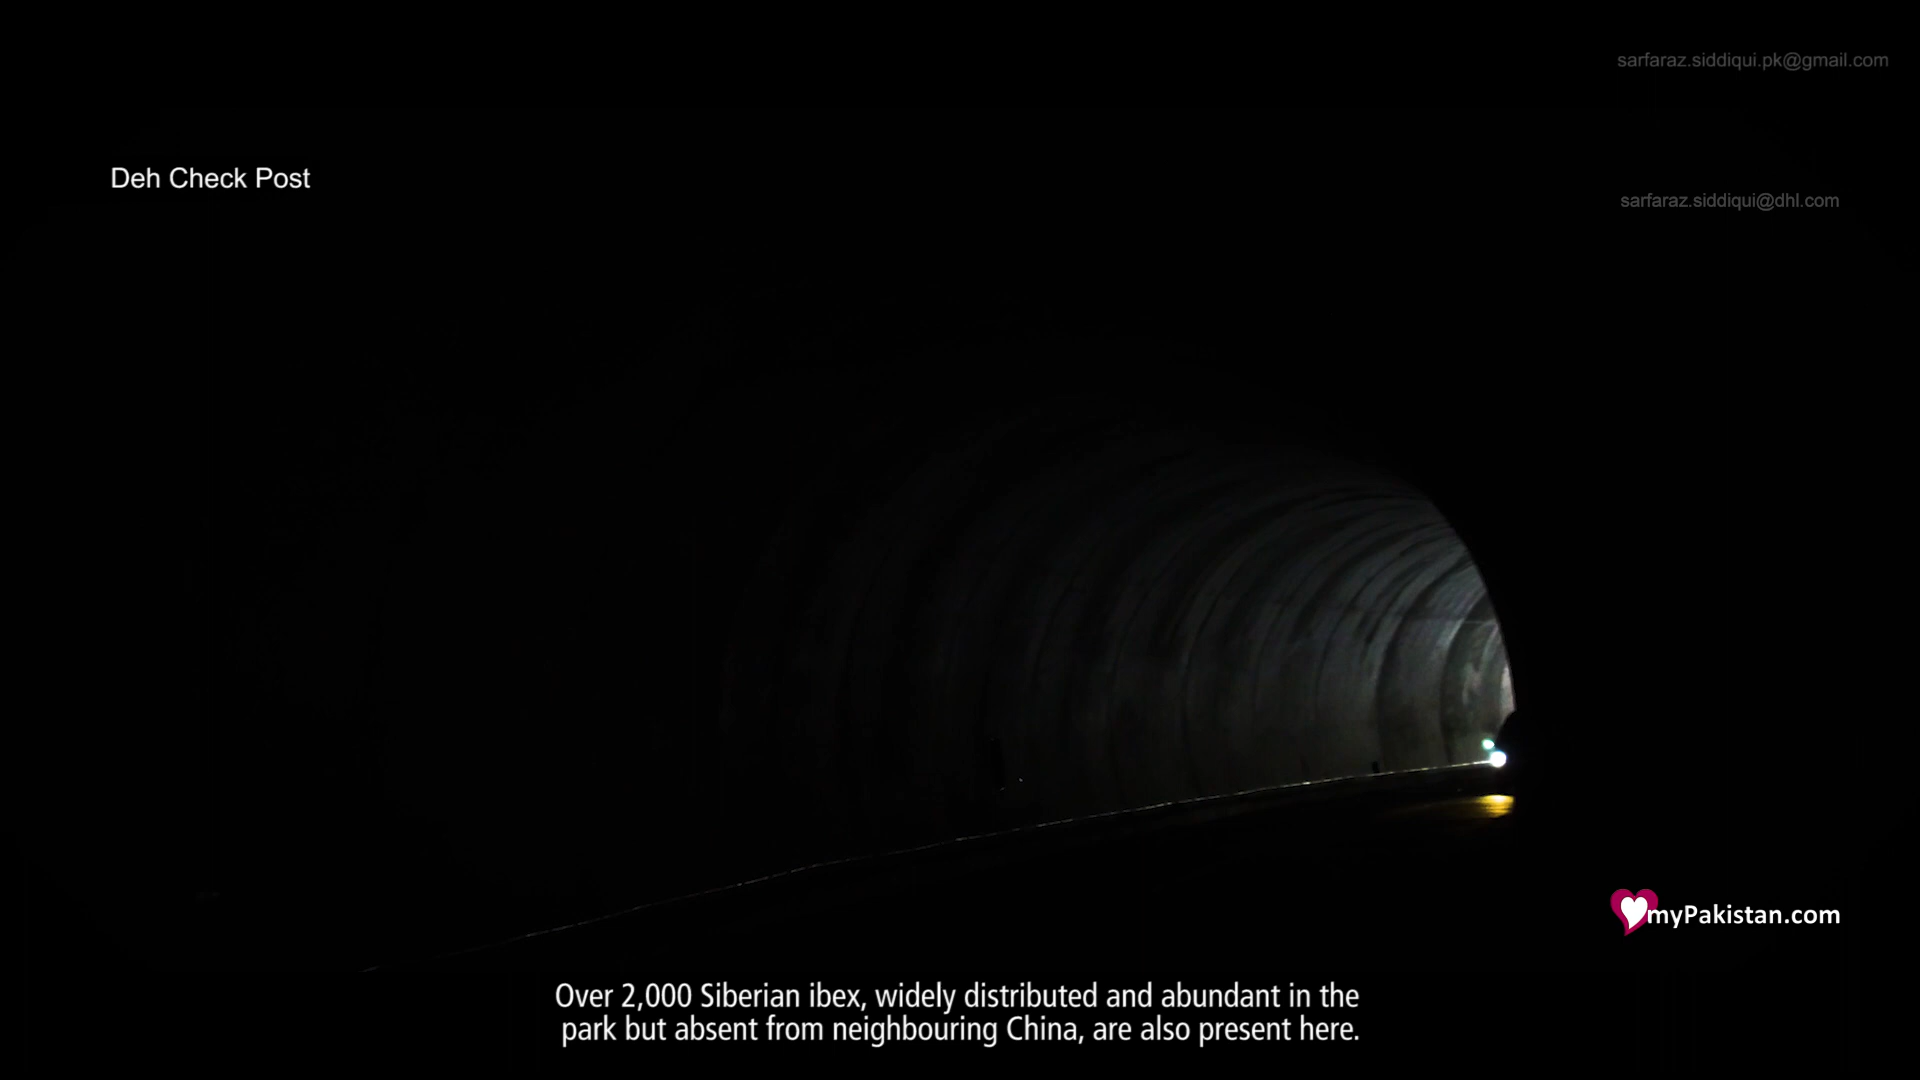 sarfaraz.siddiqui.pk@gmail.com
Deh Check Post
sarfaraz.siddiqui@dhl.com
myPakistan.com
Over 2,000 Siberian ibex, widely distributed and abundant in the
park but absent from neighbouring China, are also present here.